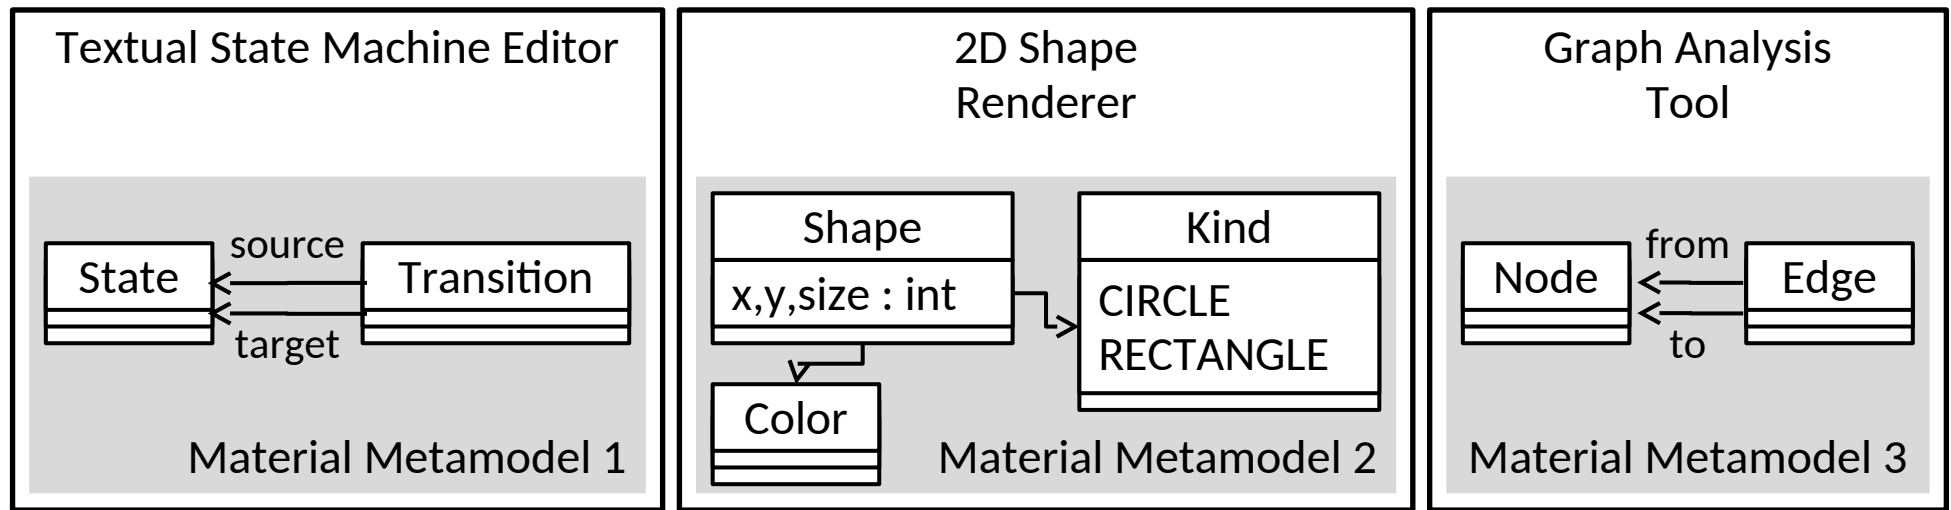 Textual State Machine Editor
source
State
Transition
target
Material Metamodel 1
2D Shape
Renderer
Shape
x,y,size : int
Kind
CIRCLE
RECTANGLE
Color
Material Metamodel 2
Graph Analysis
Tool
from
Node
Edge
to
Material Metamodel 3